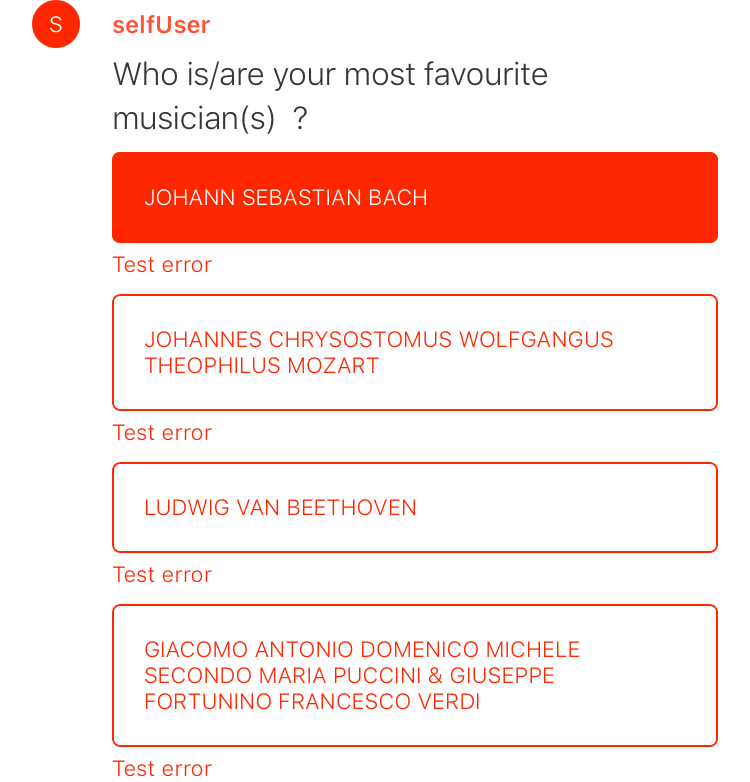 S
selfUser
Who is/are your most favourite
musician(s)  ?
JOHANN SEBASTIAN BACH
Test error
JOHANNES CHRYSOSTOMUS WOLFGANGUS
THEOPHILUS MOZART
Test error
LUDWIG VAN BEETHOVEN
Test error
GIACOMO ANTONIO DOMENICO MICHELE
SECONDO MARIA PUCCINI & GIUSEPPE
FORTUNINO FRANCESCO VERDI
Test error